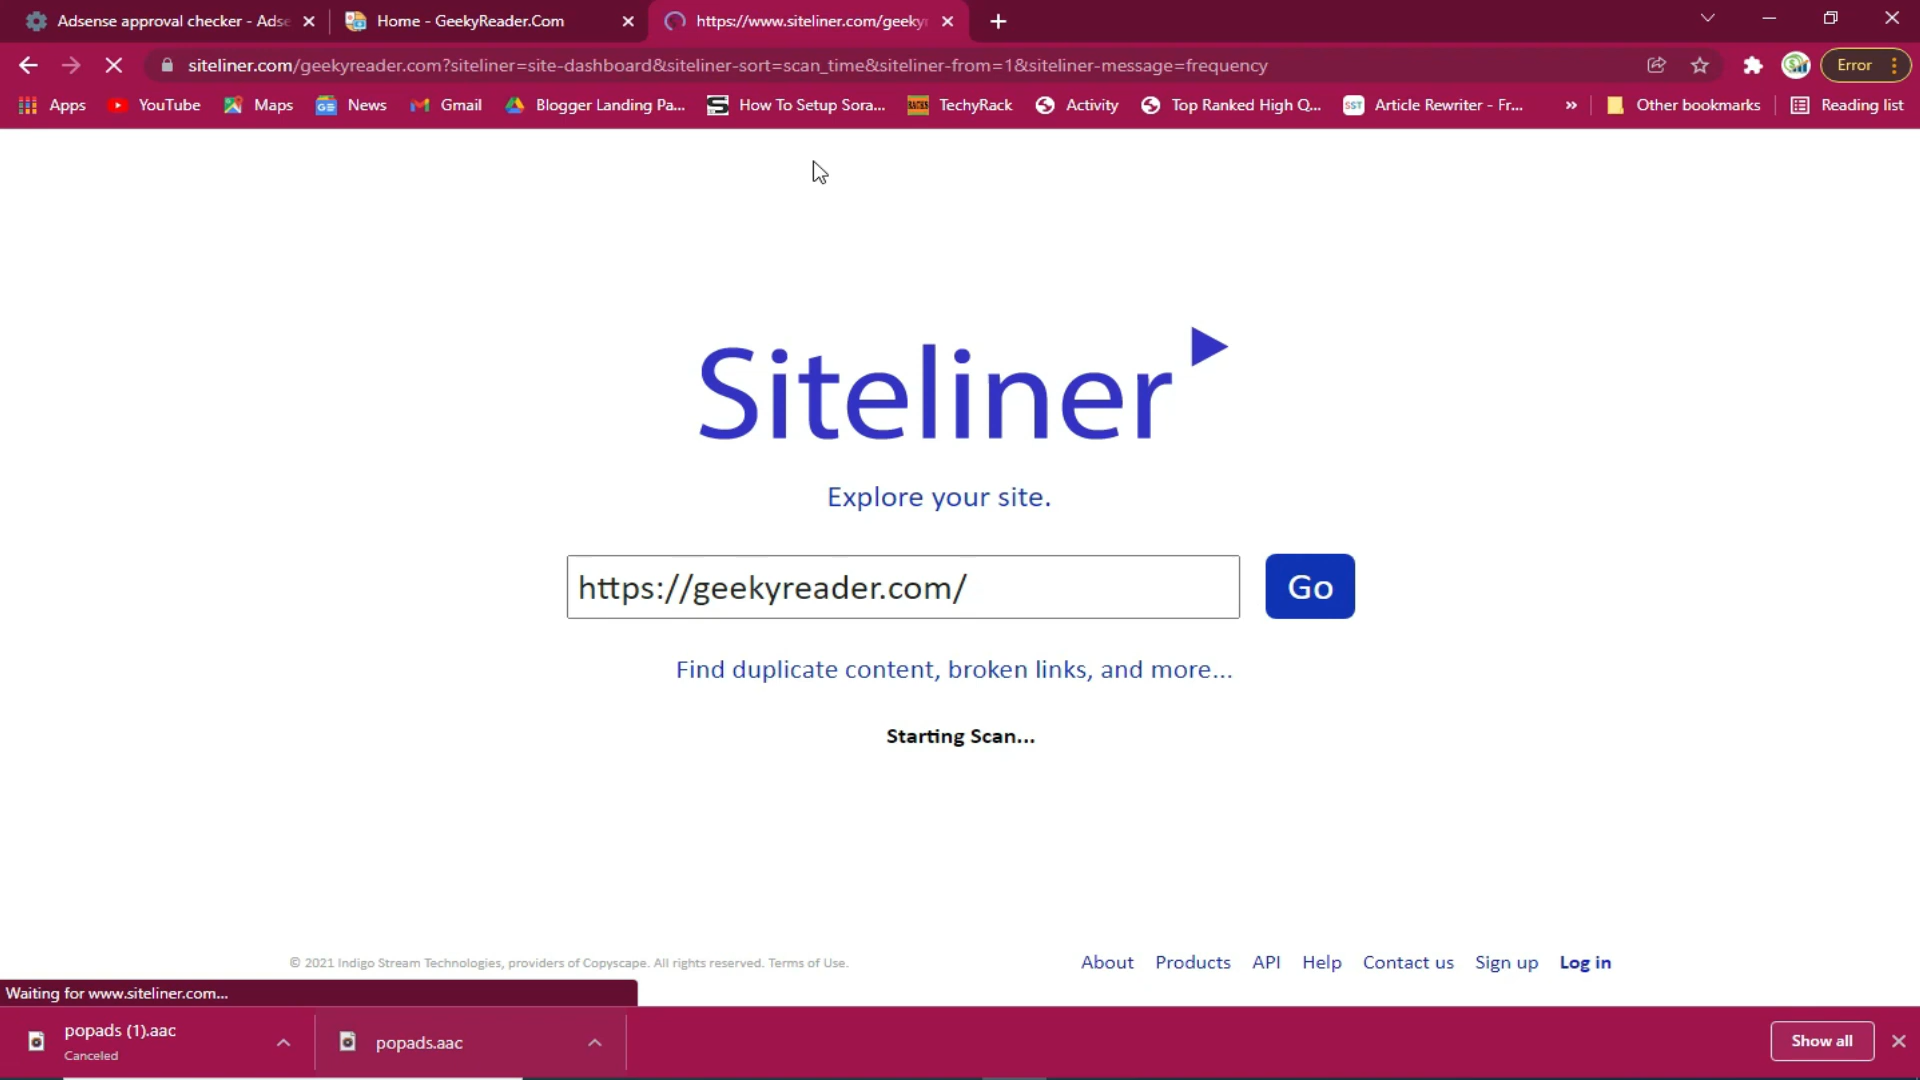 Adsense approval checker - Adse
Home - GeekyReader.Com
https://www.siteliner.com/geeky
siteliner.com/geekyreader.com?siteliner=site-dashboard&siteliner-sort=scan_time&siteliner-from=1&siteliner-message=frequency
Error
Apps
YouTube
Maps
News
Gmail
Blogger Landing Pa...
How To Setup Sora...
TechyRack
Activity
Top Ranked High Q...
Article Rewriter - Fr...
»
Other bookmarks
Reading list
Siteliner
Explore your site.
https://geekyreader.com/
Go
Find duplicate content, broken links, and more...
Starting Scan...
© 2021 Indigo Stream Technologies, providers of Copyscape. All rights reserved. Terms of Use.
About
Products
API
Help
Contact us
Sign up
Log in
Waiting for www.siteliner.com...
popads (1).aac
Canceled
popads.aac
Show all